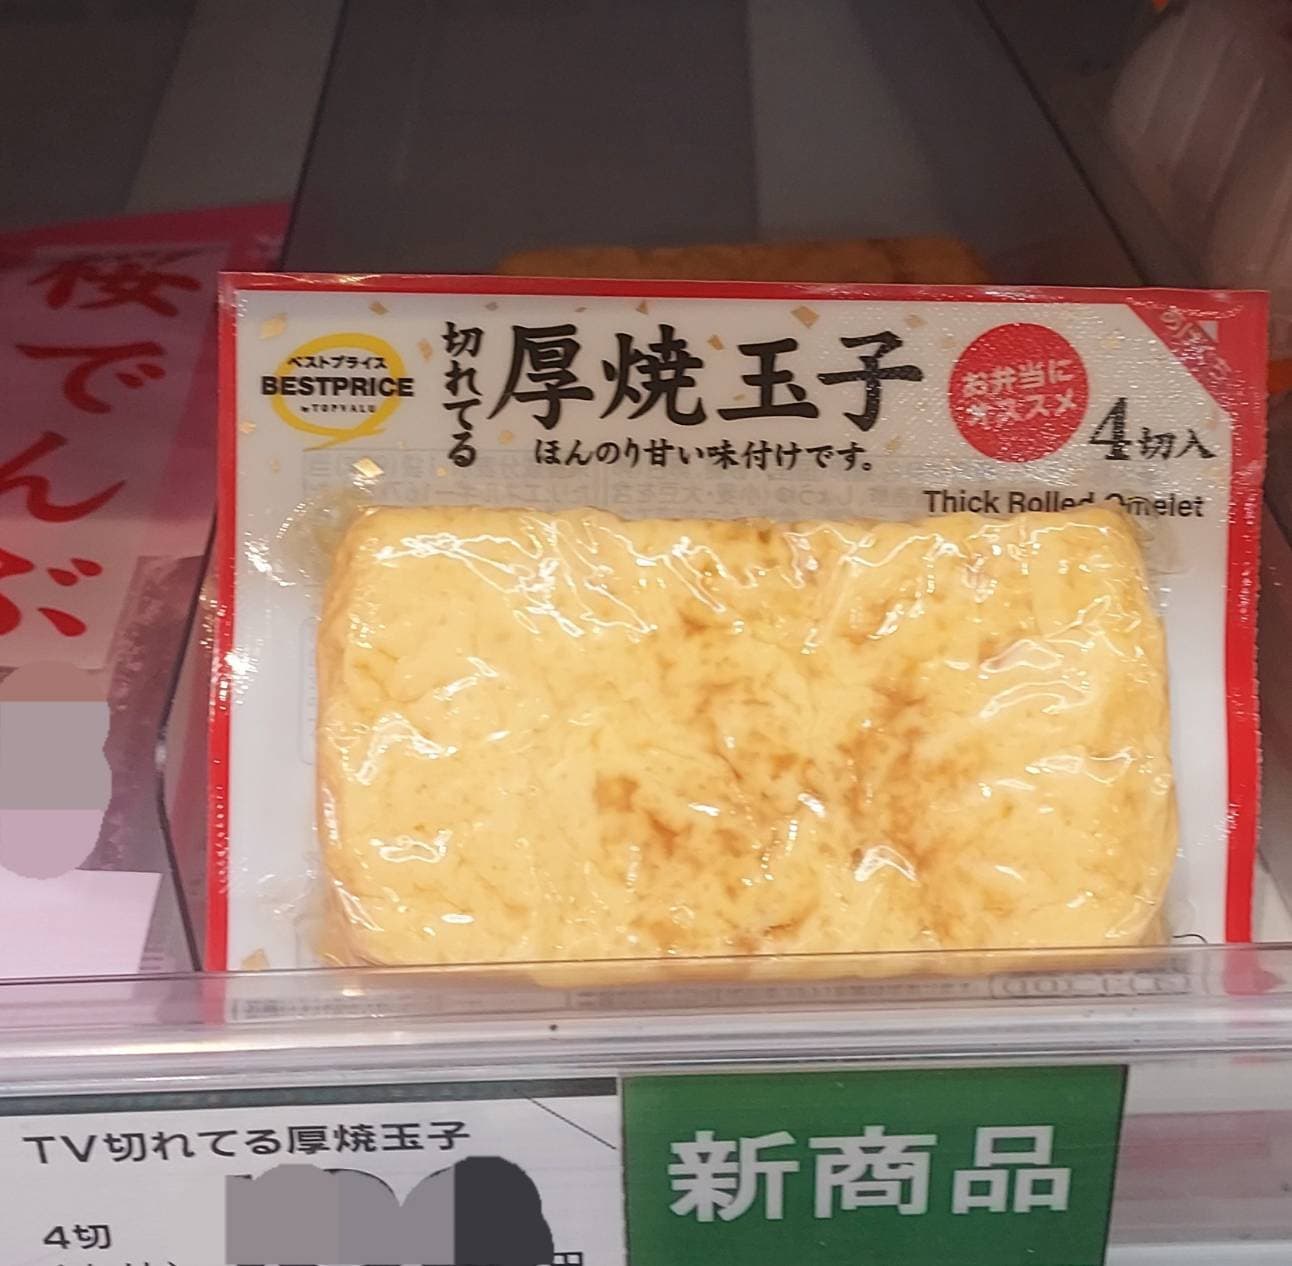 桜でんぶ
ベストプライス
BESTPRICE
by TOPVALU
切れてる
厚焼玉子
ほんのり甘い味付けです。
お弁当に
オススメ
4切入
Thick Rolled Omelet
TV切れてる厚焼玉子
4切
円
新商品